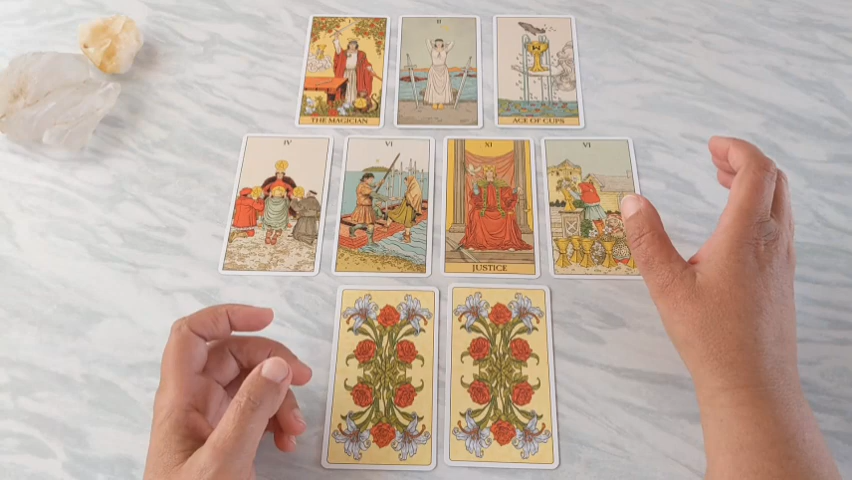 I
THE MAGICIAN
II
ACE OF CUPS
IV
VI
XI
JUSTICE
VI